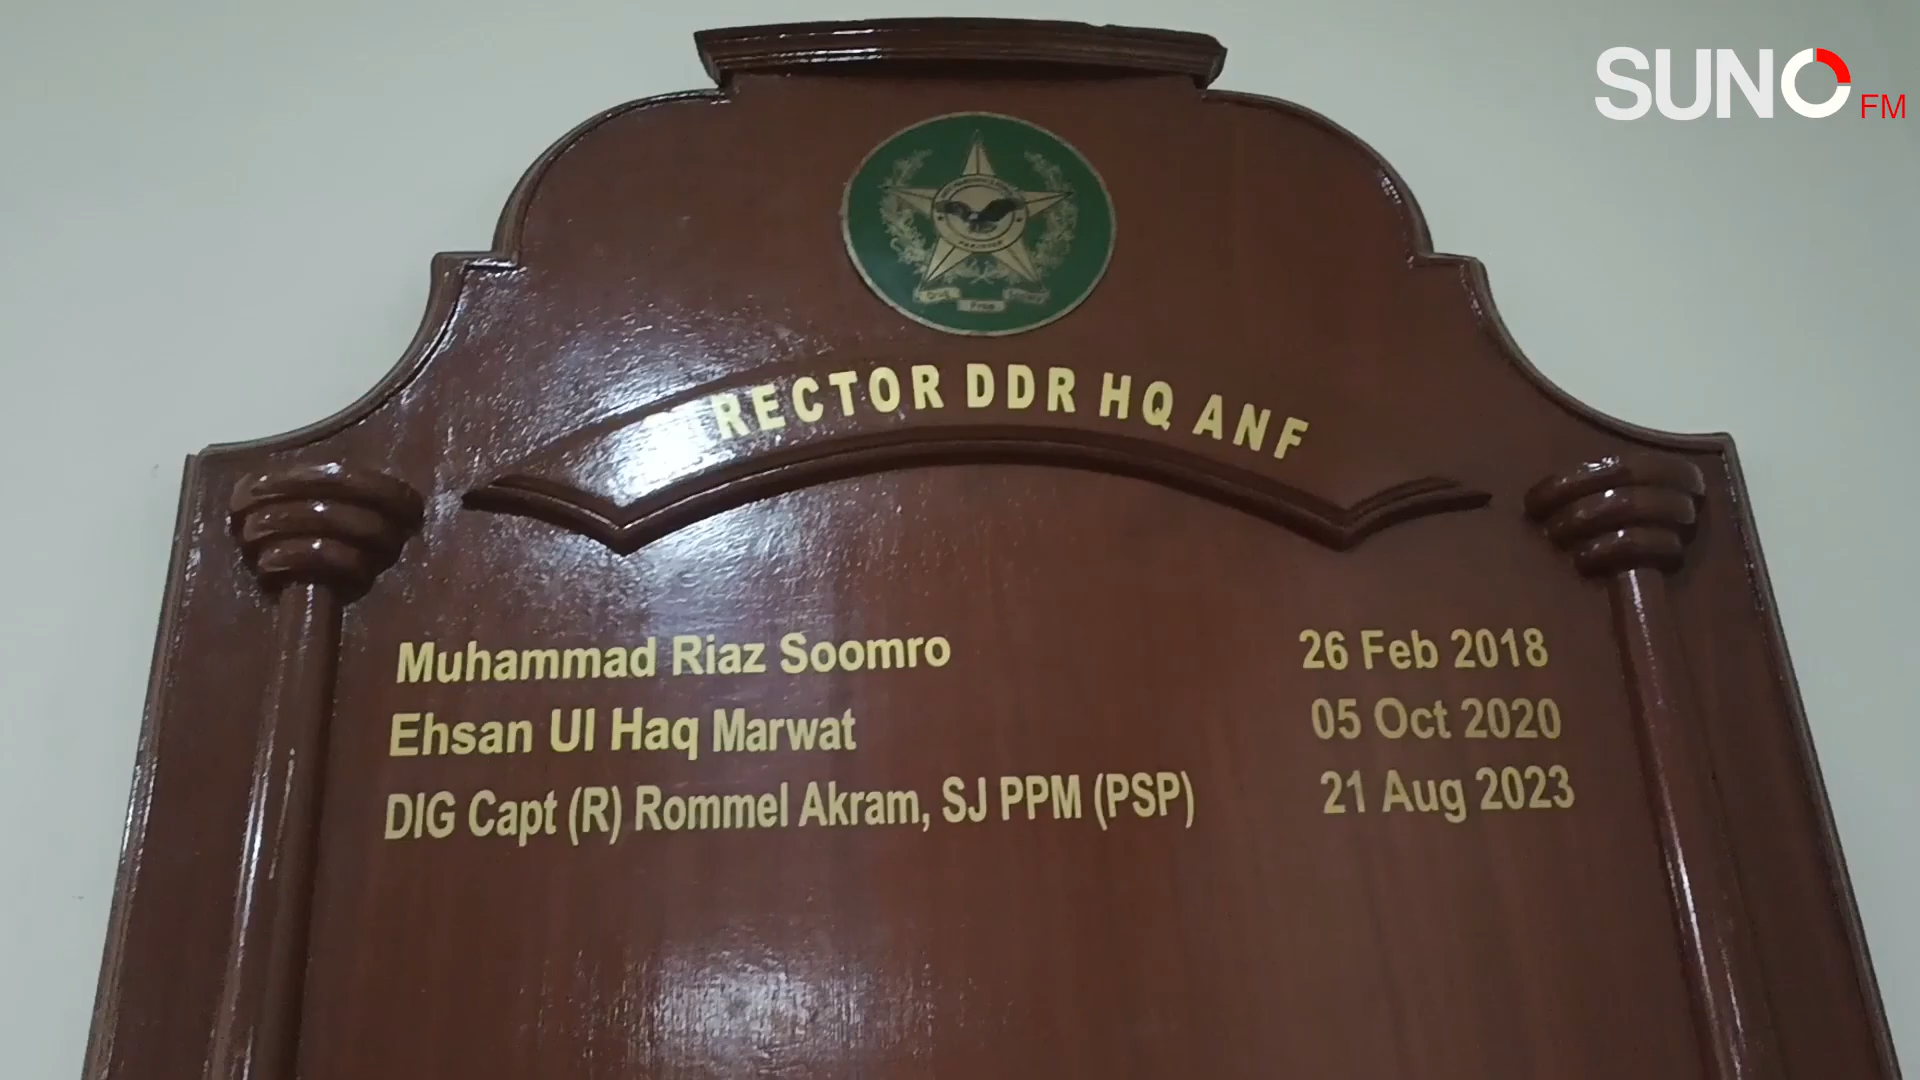 SUNO FM
DIRECTOR DDR HQ ANF
Muhammad Riaz Soomro 26 Feb 2018
Ehsan Ul Haq Marwat 05 Oct 2020
DIG Capt (R) Rommel Akram, SJ PPM (PSP) 21 Aug 2023